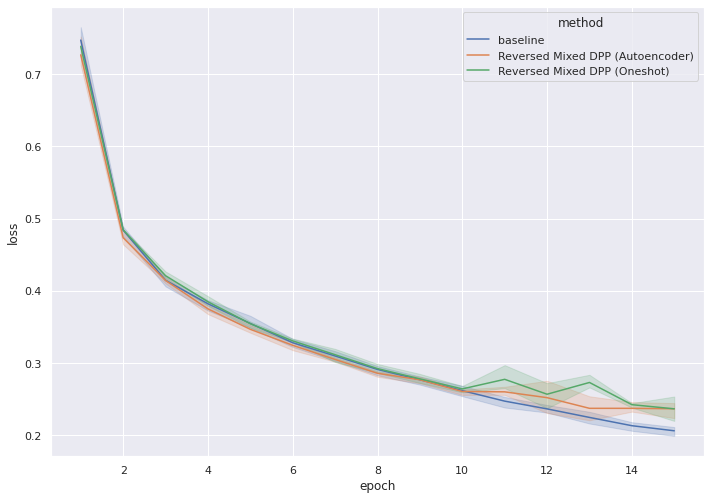 method
baseline
Reversed Mixed DPP (Autoencoder)
Reversed Mixed DPP (Oneshot)
0.7
0.6
0.5
0.4
0.3
0.2
loss
2 4 6 8 10 12 14
epoch